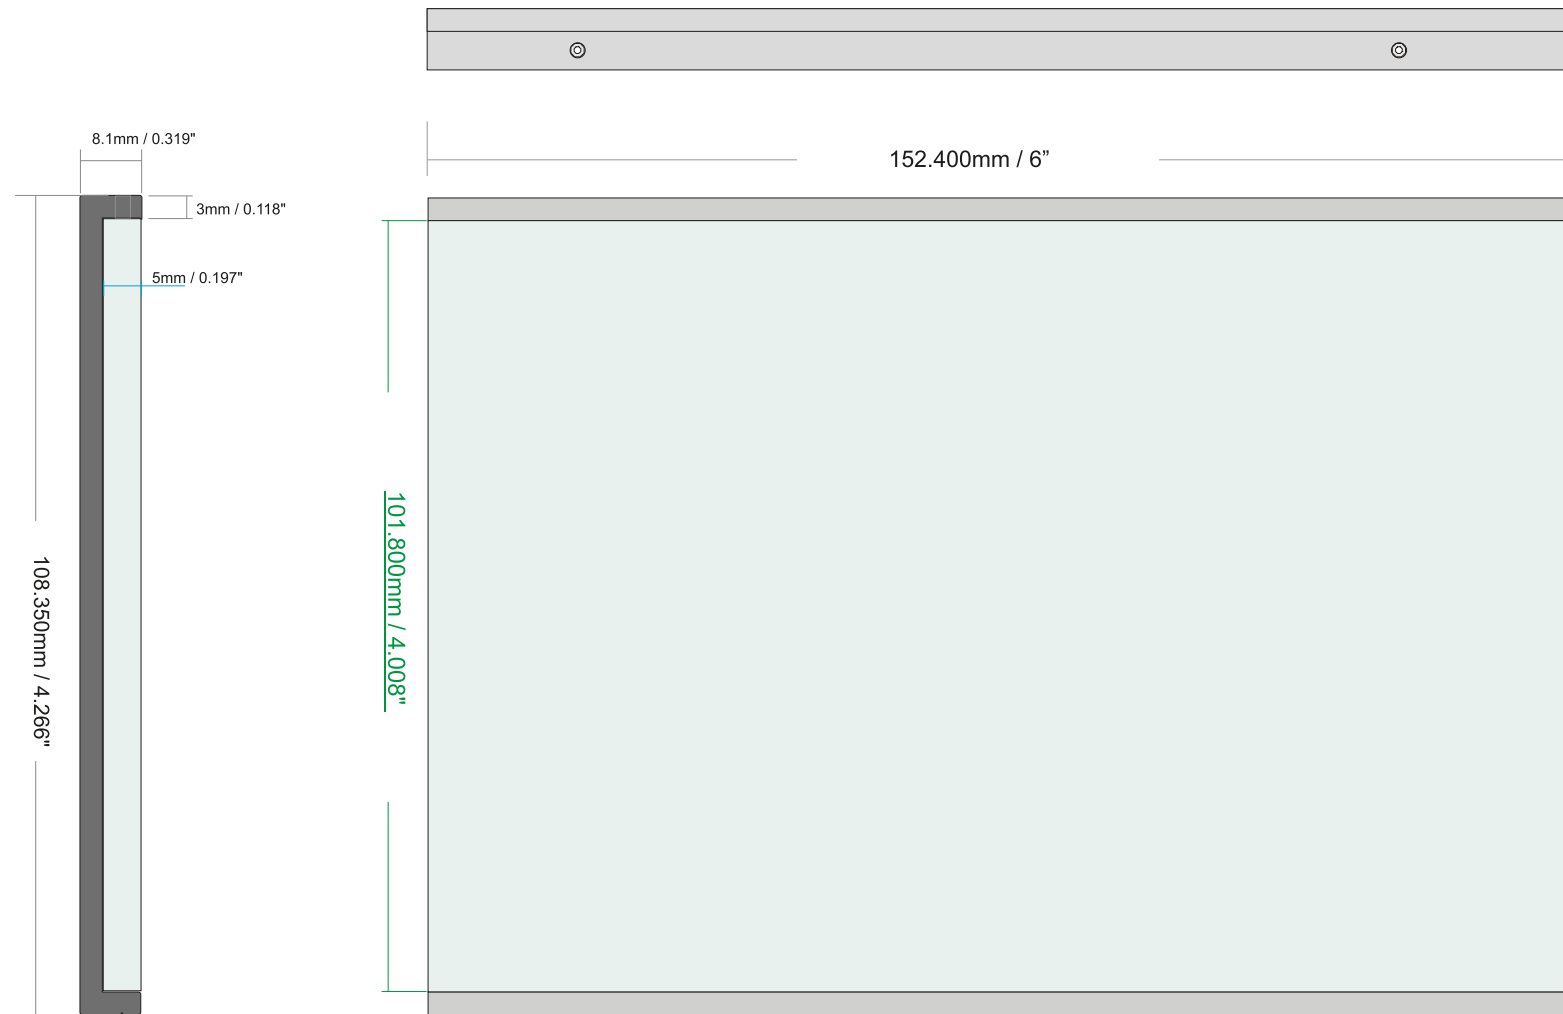 8.1mm / 0.319"
152.400mm / 6”
3mm / 0.118"
5mm / 0.197"
101.800mm / 4.008"
108.350mm / 4.266"